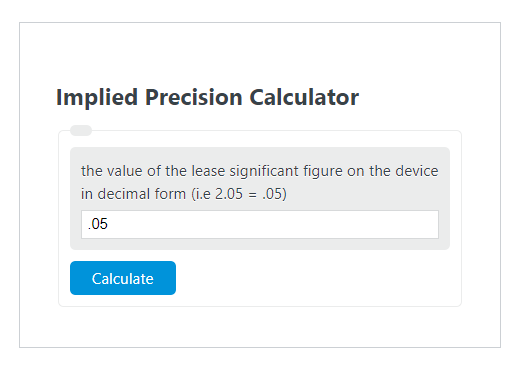 Implied Precision Calculator
the value of the lease significant figure on the device
in decimal form (i.e 2.05 = .05)
.05
Calculate